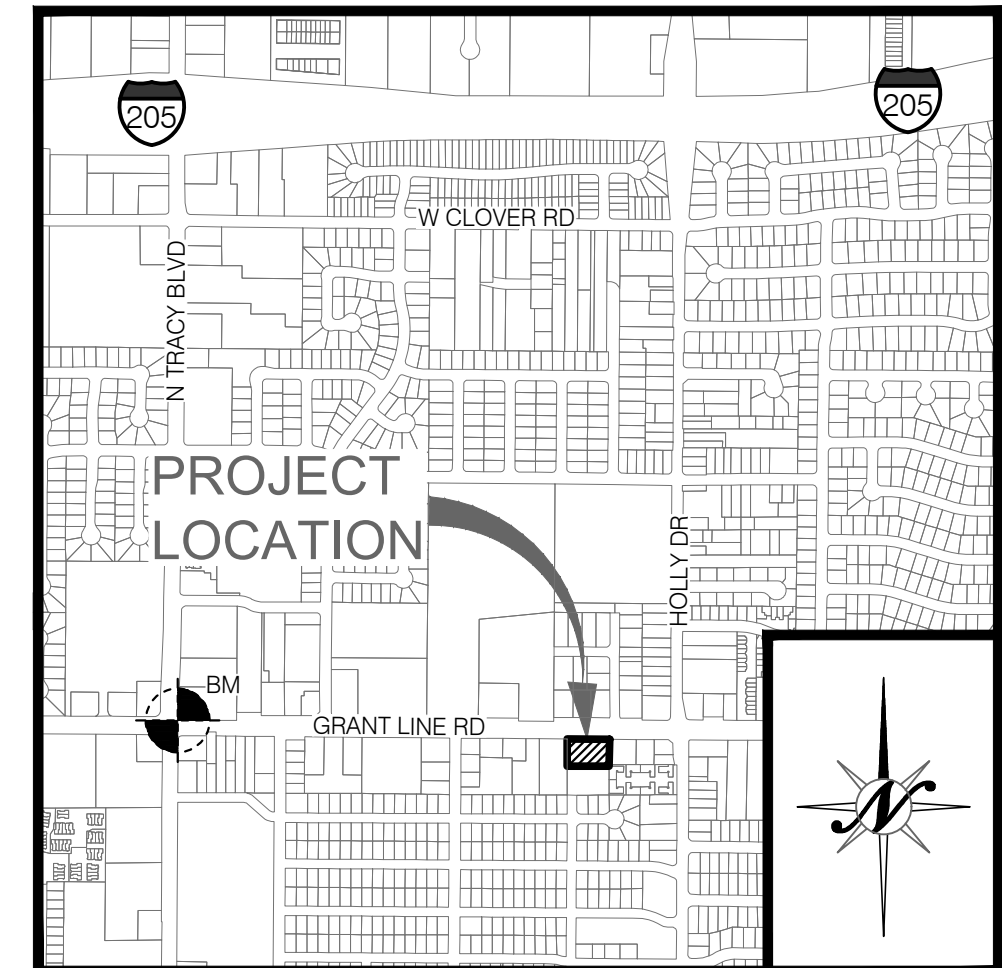 205
205
W CLOVER RD
N TRACY BLVD
PROJECT
LOCATION
HOLLY DR
BM
GRANT LINE RD
N